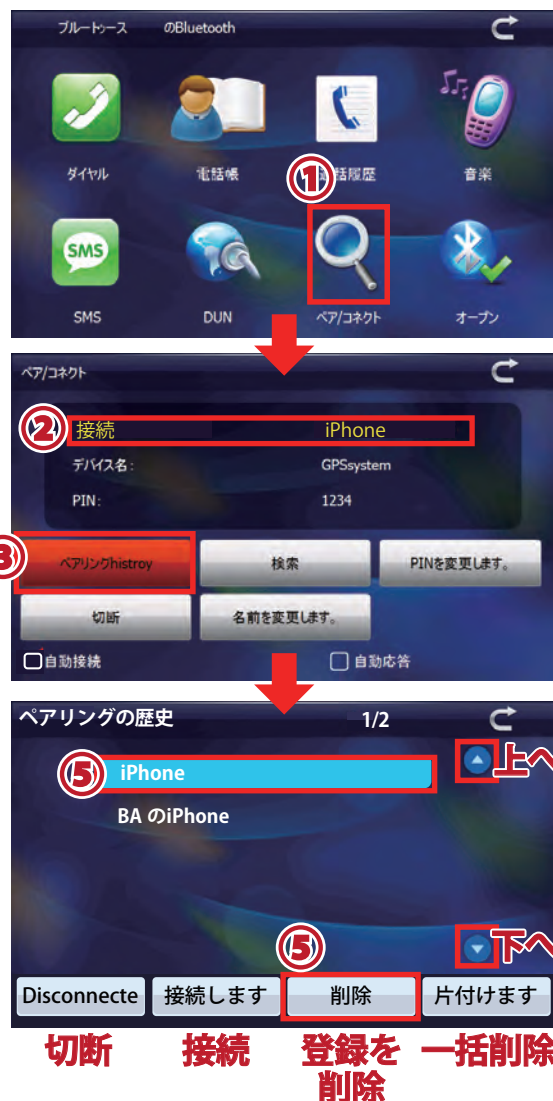 ブルートゥース のBluetooth
①
ダイヤル 電話帳 話履歴 音楽
SMS
SMS DUN ペア/コネクト オープン
ペア/コネクト
② 接続 iPhone
デバイス名: GPSsystem
PIN: 1234
③ ペアリングhistroy 検索 PINを変更します。
切断 名前を変更します。
自動接続 自動応答
ペアリングの歴史 1/2
⑤ iPhone 上へ
BA のiPhone
⑤ 下へ
Disconnecte 接続します 削除 片付けます
切断 接続 登録を 一括削除
削除